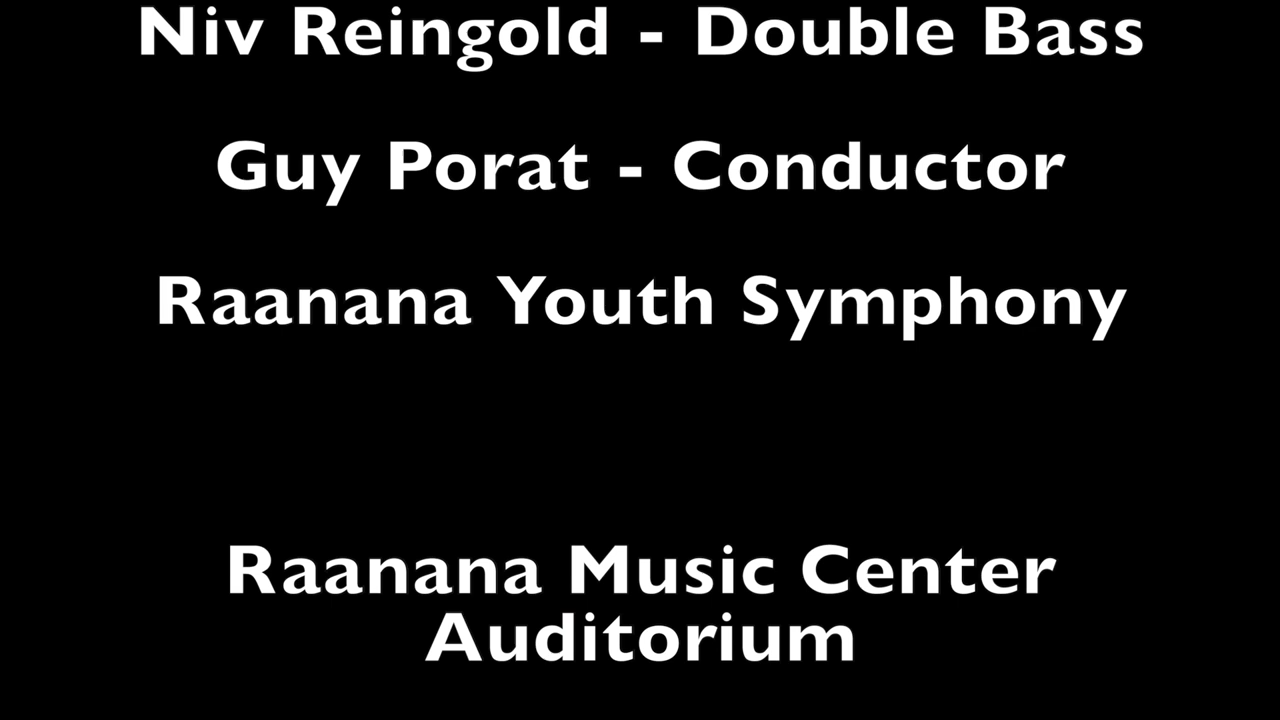 Niv Reingold - Double Bass
Guy Porat - Conductor
Raanana Youth Symphony
Raanana Music Center
Auditorium